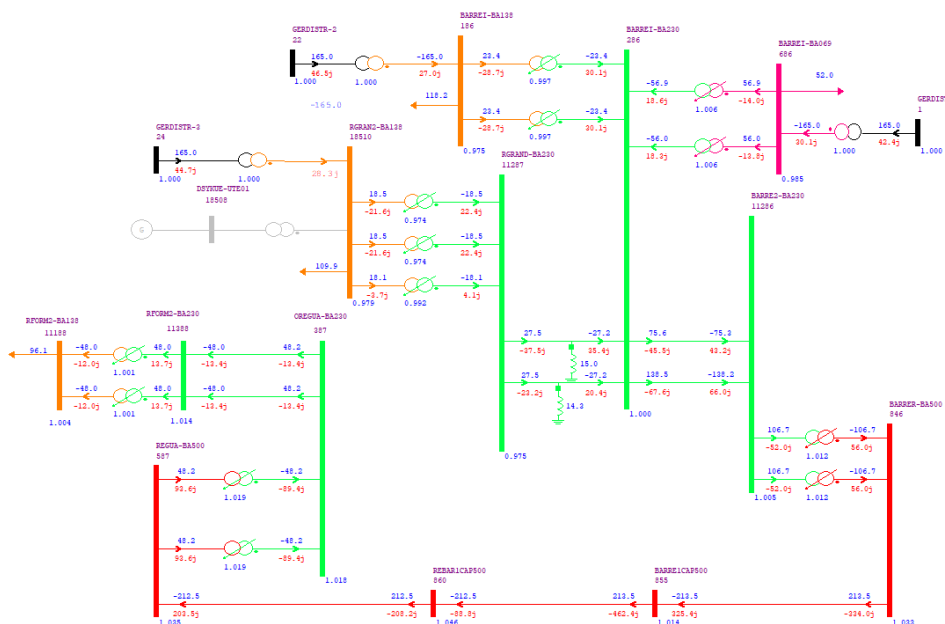 BARREI-BA138
186
BARREI-BA230
286
BARREI-BA069
686
GERDISTR-2
22
165.0
46.5j
1.000
1.000
-165.0
27.0j
23.4
-28.7j
0.997
-23.4
30.1j
-56.9
18.6j
1.006
56.9
-14.0j
52.0
-165.0
118.2
GERDIST
1
23.4
-28.7j
0.997
-23.4
30.1j
-56.0
18.3j
1.006
56.0
-13.8j
-165.0
30.1j
1.000
165.0
42.4j
1.000
0.975
0.985
GERDISTR-3
24
165.0
44.7j
1.000
1.000
28.3j
RGRAN2-BA138
18510
RGRAND-BA230
11287
DSYNUE-UTE01
18508
G
18.5
-21.6j
0.974
-18.5
22.4j
18.5
-21.6j
0.974
-18.5
22.4j
109.9
18.1
-3.7j
0.992
-18.1
4.1j
0.979
BARRE2-BA230
11286
RFORM2-BA138
11188
RFORM2-BA230
11388
OREGUA-BA230
387
96.1
-48.0
-12.0j
1.001
48.0
13.7j
-48.0
-13.4j
48.2
-13.4j
-48.0
-12.0j
1.001
48.0
13.7j
-48.0
-13.4j
48.2
-13.4j
1.004
1.014
27.5
-37.5j
-27.2
35.4j
15.0
75.6
-45.5j
-75.3
43.2j
27.5
-23.2j
-27.2
20.4j
14.3
138.5
-67.6j
-138.2
66.0j
1.000
0.975
BARRER-BA500
846
REGUA-BA500
587
48.2
93.6j
1.019
-48.2
-89.4j
48.2
93.6j
1.019
-48.2
-89.4j
1.018
106.7
-52.0j
1.012
-106.7
56.0j
106.7
-52.0j
1.012
-106.7
56.0j
1.005
REBAR1CAP500
860
BARRE1CAP500
855
-212.5
203.5j
212.5
-208.2j
-212.5
-88.8j
213.5
-462.4j
-213.5
325.4j
213.5
-334.0j
1.035
1.046
1.014
1.033